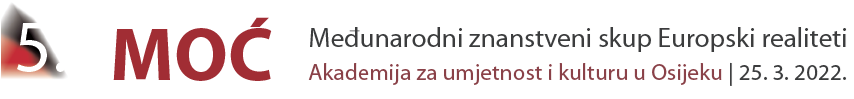 5. MOĆ
Međunarodni znanstveni skup Europski realiteti
Akademija za umjetnost i kulturu u Osijeku | 25. 3. 2022.